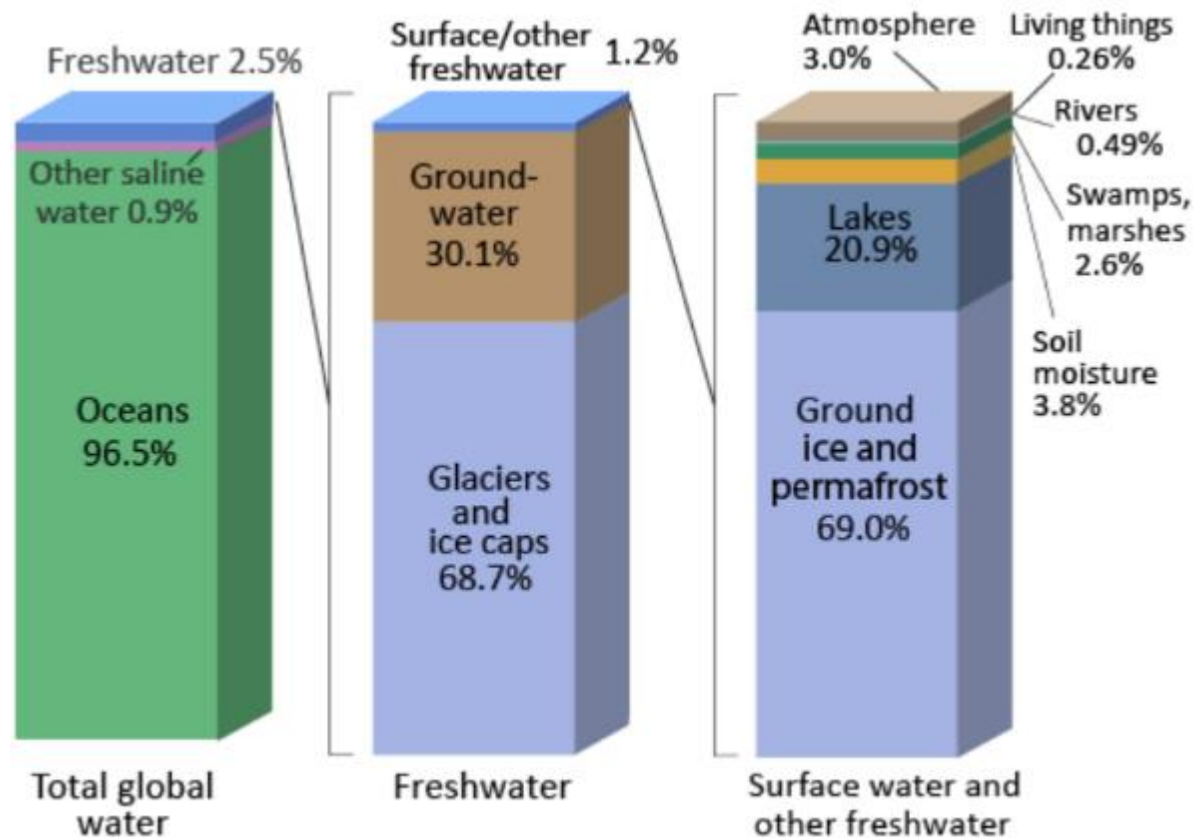 Freshwater 2.5%
Other saline
water 0.9%
Oceans
96.5%
Total global
water
Surface/other
freshwater
1.2%
Ground-
water
30.1%
Glaciers
and
ice caps
68.7%
Freshwater
Atmosphere
3.0%
Living things
0.26%
Rivers
0.49%
Swamps,
marshes
2.6%
Soil
moisture
3.8%
Lakes
20.9%
Ground
ice and
permafrost
69.0%
Surface water and
other freshwater